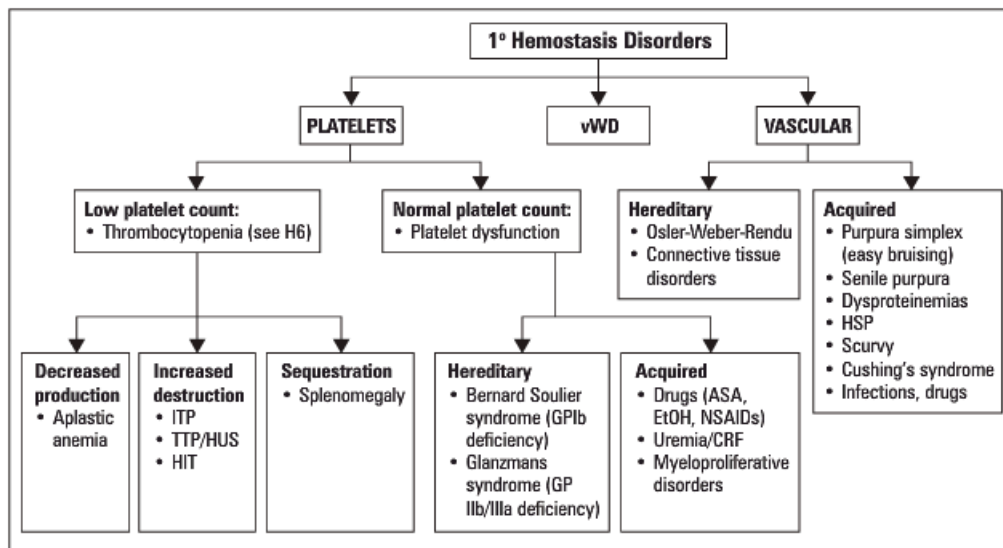 1º Hemostasis Disorders
PLATELETS
vWD
VASCULAR
Low platelet count:
• Thrombocytopenia (see H6)
Normal platelet count:
• Platelet dysfunction
Hereditary
• Osler-Weber-Rendu
• Connective tissue
disorders
Acquired
• Purpura simplex
(easy bruising)
• Senile purpura
• Dysproteinemias
• HSP
• Scurvy
• Cushing's syndrome
• Infections, drugs
Decreased
production
• Aplastic
anemia
Increased
destruction
• ITP
• TTP/HUS
• HIT
Sequestration
• Splenomegaly
Hereditary
• Bernard Soulier
syndrome (GPIb
deficiency)
• Glanzmans
syndrome (GP
IIb/IIIa deficiency)
Acquired
• Drugs (ASA,
EtOH, NSAIDs)
• Uremia/CRF
• Myeloproliferative
disorders